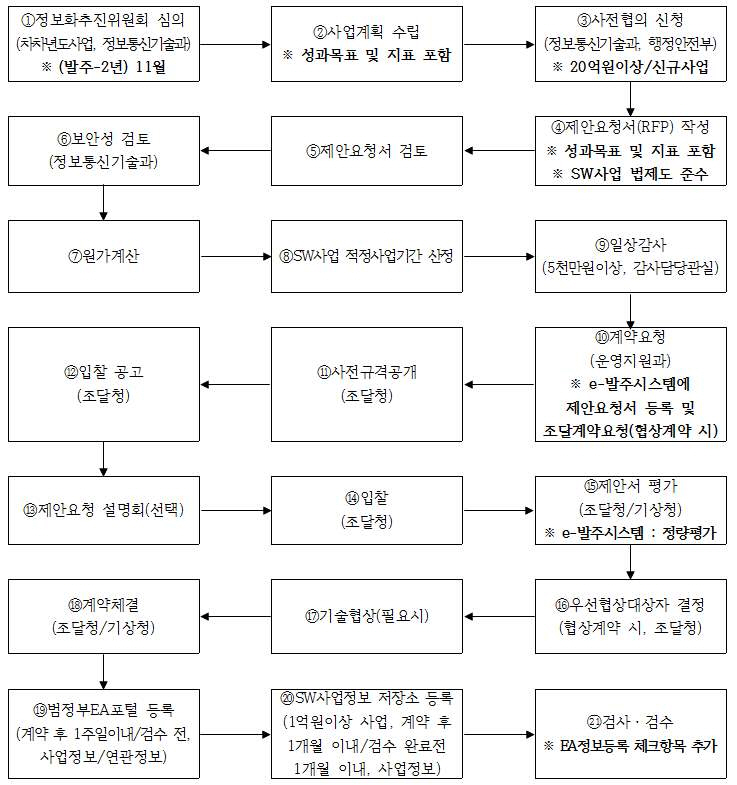 ①정보화추진위원회 심의
(차차년도사업, 정보통신기술과)
※ (발주-2년) 11월
②사업계획 수립
※ 성과목표 및 지표 포함
③사전협의 신청
(정보통신기술과, 행정안전부)
※ 20억원이상/신규사업
④제안요청서(RFP) 작성
※ 성과목표 및 지표 포함
※ SW사업 법제도 준수
⑤제안요청서 검토
⑥보안성 검토
(정보통신기술과)
⑦원가계산
⑧SW사업 적정사업기간 산정
⑨일상감사
(5천만원이상, 감사담당관실)
⑩계약요청
(운영지원과)
※ e-발주시스템에
제안요청서 등록 및
조달계약요청(협상계약 시)
⑪사전규격공개
(조달청)
⑫입찰 공고
(조달청)
⑬제안요청 설명회(선택)
⑭입찰
(조달청)
⑮제안서 평가
(조달청/기상청)
※ e-발주시스템 : 정량평가
⑯우선협상대상자 결정
(협상계약 시, 조달청)
⑰기술협상(필요시)
⑱계약체결
(조달청/기상청)
⑲범정부EA포털 등록
(계약 후 1주일이내/검수 전,
사업정보/연관정보)
⑳SW사업정보 저장소 등록
(1억원이상 사업, 계약 후
1개월 이내/검수 완료전
1개월 이내, 사업정보)
㉑검사·검수
※ EA정보등록 체크항목 추가